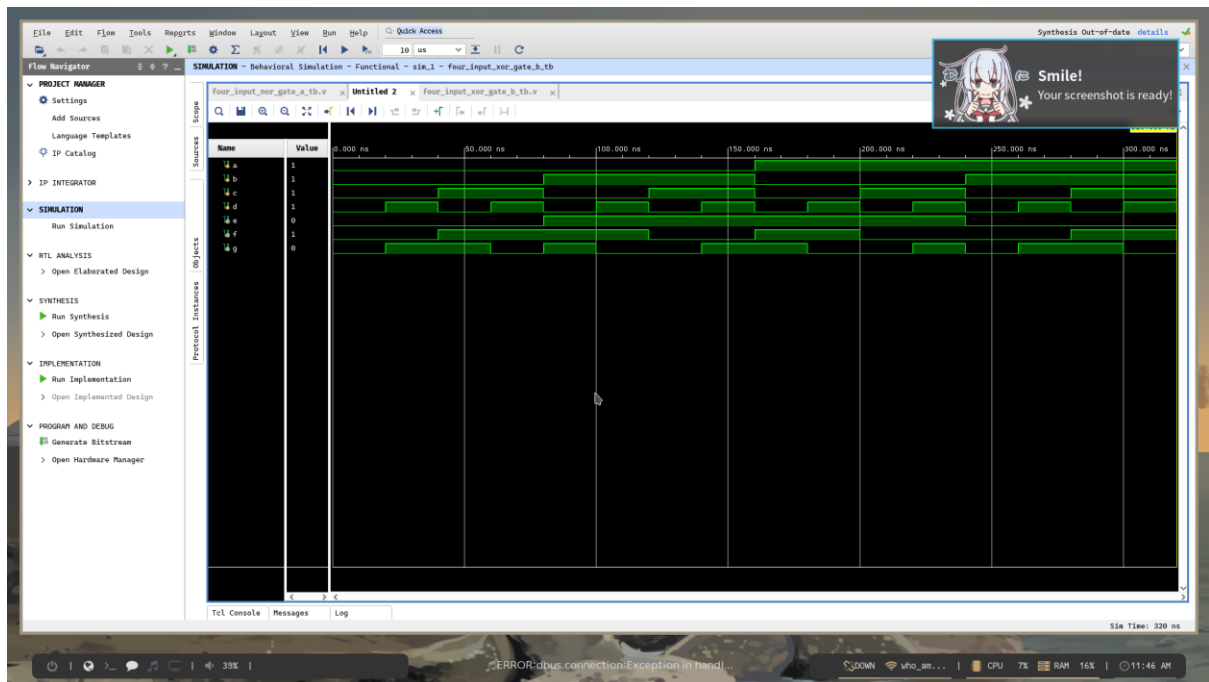 File Edit Flow Tools Reports Window Layout View Run Help Quick Access
Synthesis Out-of-date details
10 us
Flow Navigator
SIMULATION - Behavioral Simulation - Functional - sim_1 - four_input_xor_gate_b_tb
Smile!
Your screenshot is ready!
PROJECT MANAGER
Settings
Add Sources
Language Templates
IP Catalog
IP INTEGRATOR
SIMULATION
Run Simulation
RTL ANALYSIS
Open Elaborated Design
SYNTHESIS
Run Synthesis
Open Synthesized Design
IMPLEMENTATION
Run Implementation
Open Implemented Design
PROGRAM AND DEBUG
Generate Bitstream
Open Hardware Manager
Scope
Sources
Objects
Protocol Instances
four_input_nor_gate_a_tb.v Untitled 2 four_input_xor_gate_b_tb.v
Name Value 0.000 ns 50.000 ns 100.000 ns 150.000 ns 200.000 ns 250.000 ns 300.000 ns
a 1
b 1
c 1
d 1
e 0
f 1
g 0
Tcl Console Messages Log
Sim Time: 320 ns
39% ERROR:dbus.connection:Exception in handl... DOWN who_am... CPU 7% RAM 16% 11:46 AM